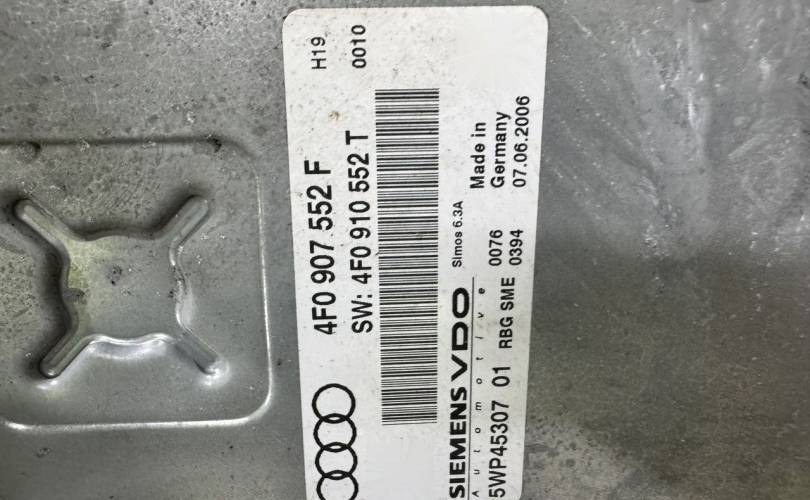 H19 0010
4F0 907 552 F
SW: 4F0 910 552 T
Simos 6.3A
SIEMENS VDO
Automotive
Made in
Germany
0076
5WP45307 01 RBG SME 0394 07.06.2006